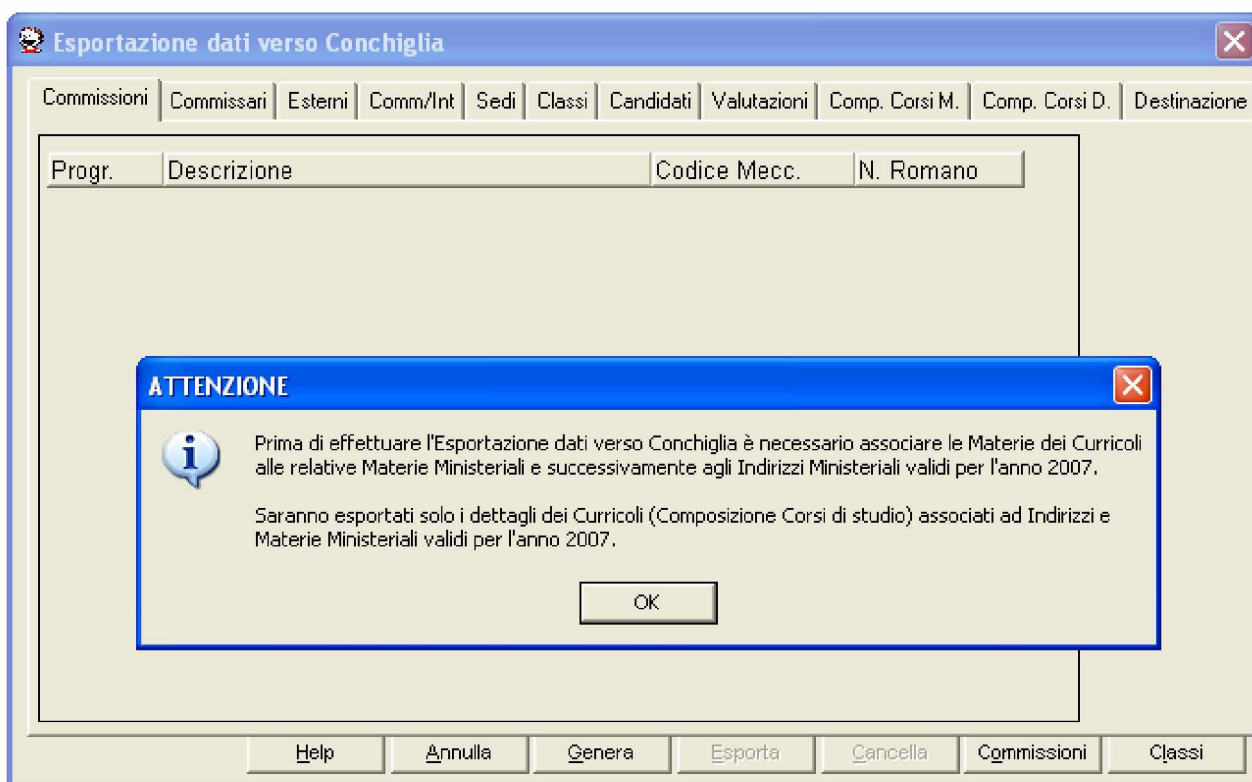 Esportazione dati verso Conchiglia
Commissioni Commissari Esterni Comm/Int Sedi Classi Candidati Valutazioni Comp. Corsi M. Comp. Corsi D. Destinazione
Progr. Descrizione Codice Mecc. N. Romano
ATTENZIONE
Prima di effettuare l'Esportazione dati verso Conchiglia è necessario associare le Materie dei Curricoli
alle relative Materie Ministeriali e successivamente agli Indirizzi Ministeriali validi per l'anno 2007.
Saranno esportati solo i dettagli dei Curricoli (Composizione Corsi di studio) associati ad Indirizzi e
Materie Ministeriali validi per l'anno 2007.
OK
Help Annulla Genera Esporta Cancella Commissioni Classi